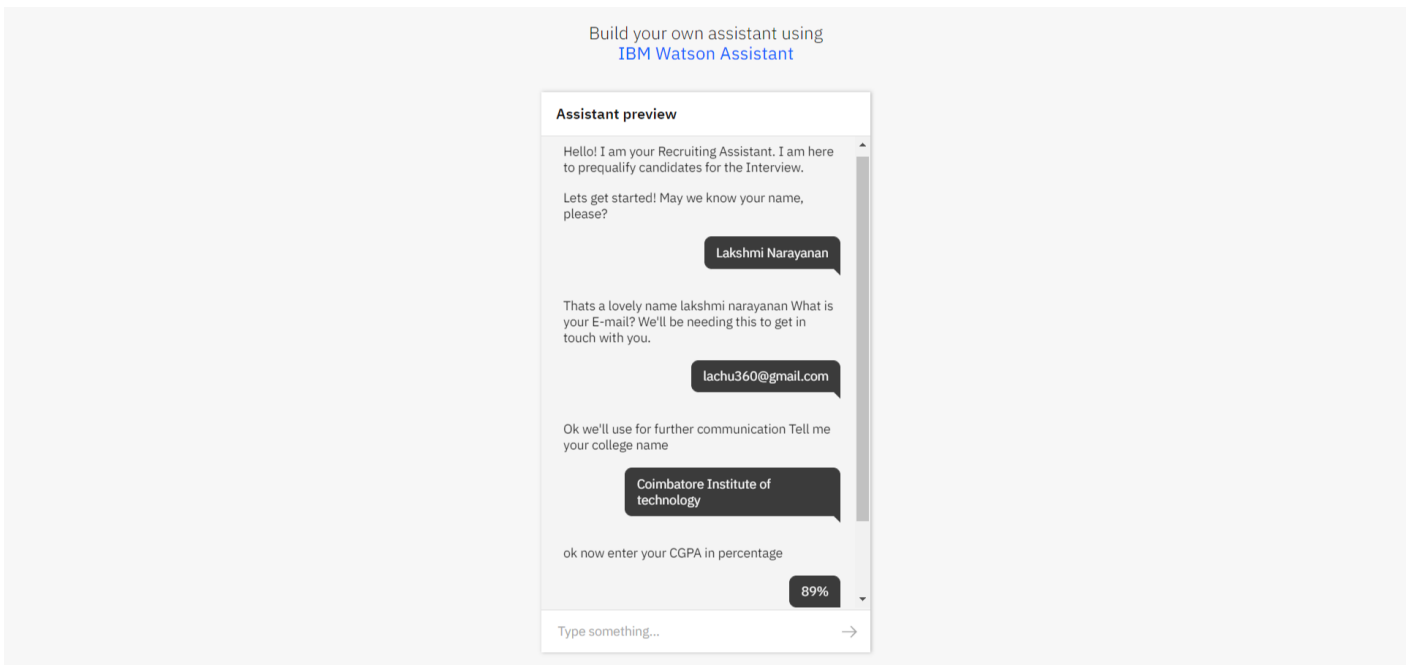 Build your own assistant using
IBM Watson Assistant
Assistant preview
Hello! I am your Recruiting Assistant. I am here
to prequalify candidates for the Interview.
Lets get started! May we know your name,
please?
Lakshmi Narayanan
Thats a lovely name lakshmi narayanan What is
your E-mail? We'll be needing this to get in
touch with you.
lachu360@gmail.com
Ok we'll use for further communication Tell me
your college name
Coimbatore Institute of
technology
ok now enter your CGPA in percentage
89%
Type something...